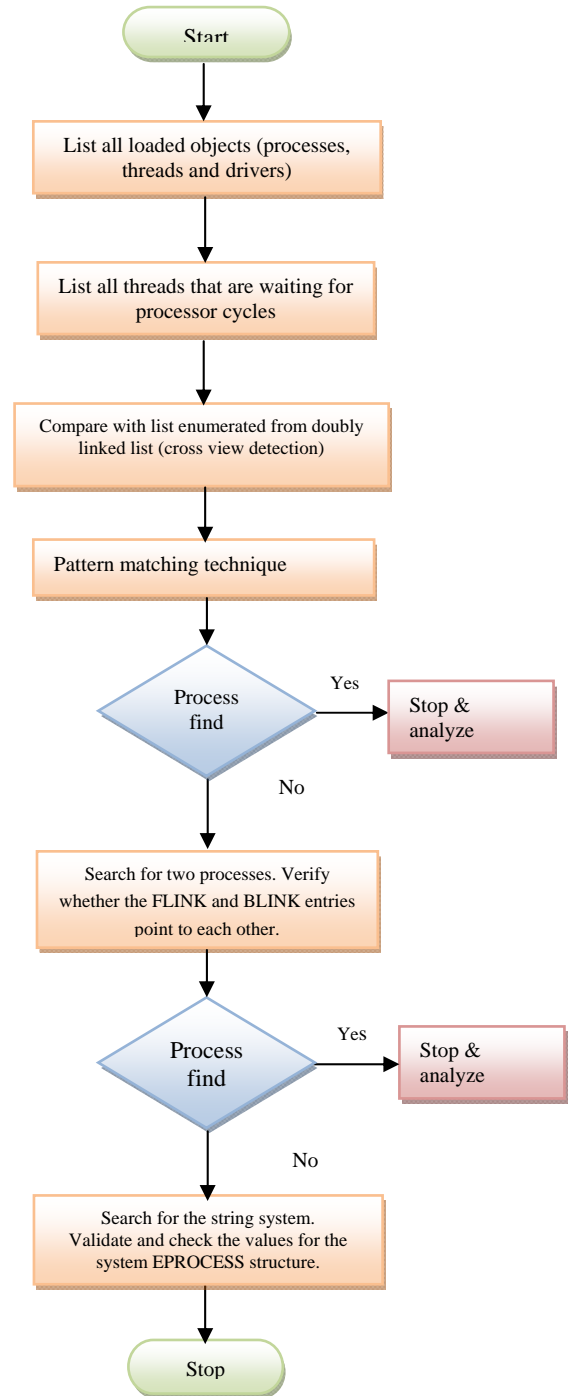 Start
List all loaded objects (processes,
threads and drivers)
List all threads that are waiting for
processor cycles
Compare with list enumerated from doubly
linked list (cross view detection)
Pattern matching technique
Process
find
Yes
Stop &
analyze
No
Search for two processes. Verify
whether the FLINK and BLINK entries
point to each other.
Process
find
Yes
Stop &
analyze
No
Search for the string system.
Validate and check the values for the
system EPROCESS structure.
Stop